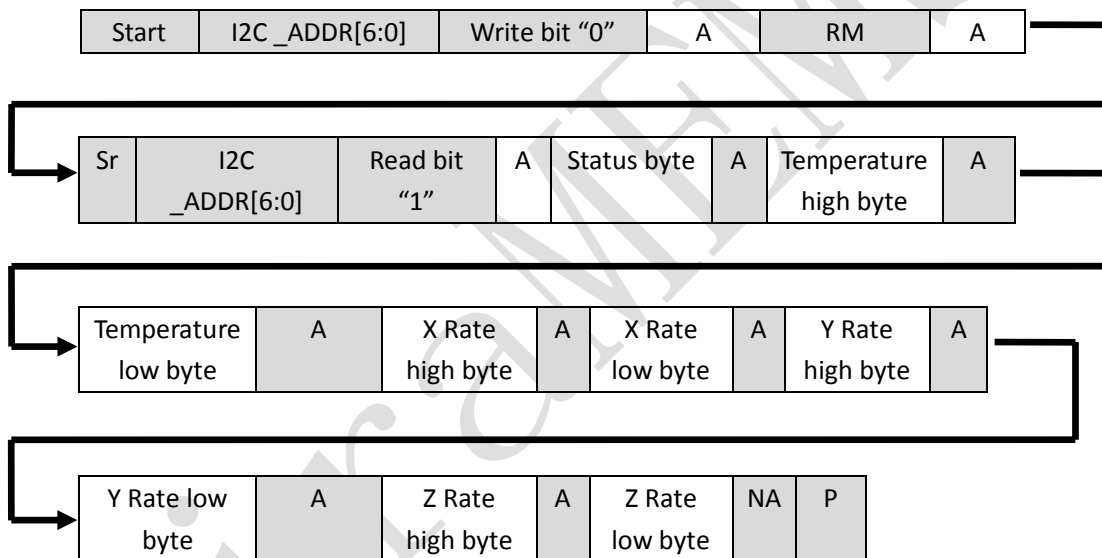 Start I2C _ADDR[6:0] Write bit “0” A RM A
Sr I2C Read bit A Status byte A Temperature A
_ADDR[6:0] “1” high byte
Temperature A X Rate A X Rate A Y Rate A
low byte high byte low byte high byte
Y Rate low A Z Rate A Z Rate NA P
byte high byte low byte